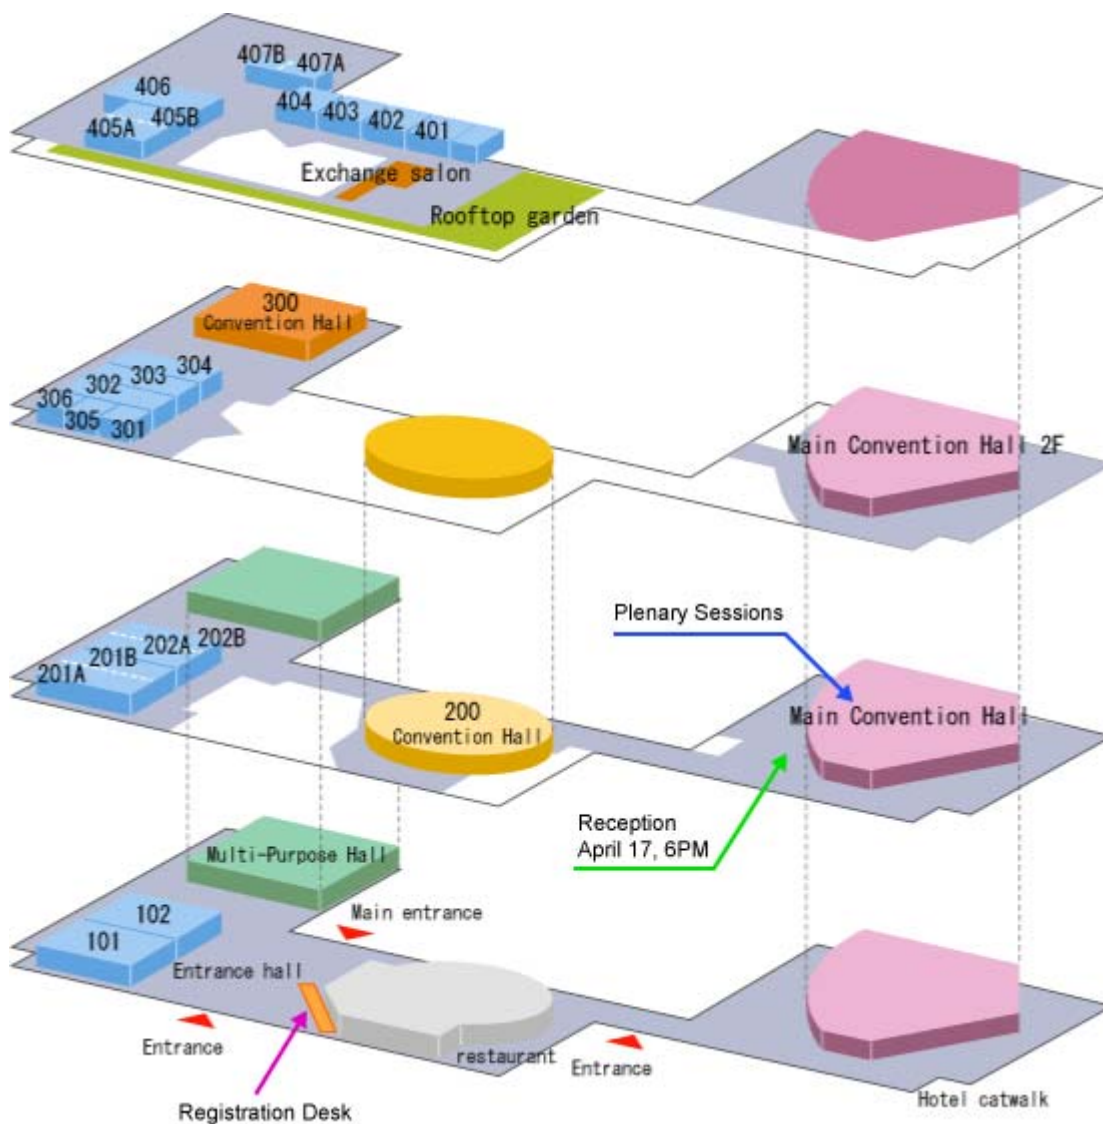 407B
407A
406
405B
405A
404
403
402
401
Exchange salon
Rooftop garden
300
Convention Hall
304
303
302
306
305
301
Main Convention Hall 2F
Plenary Sessions
202B
202A
201B
201A
200
Convention Hall
Main Convention Hall
Reception
April 17, 6PM
Multi-Purpose Hall
Main entrance
102
101
Entrance hall
Entrance
restaurant
Entrance
Hotel catwalk
Registration Desk